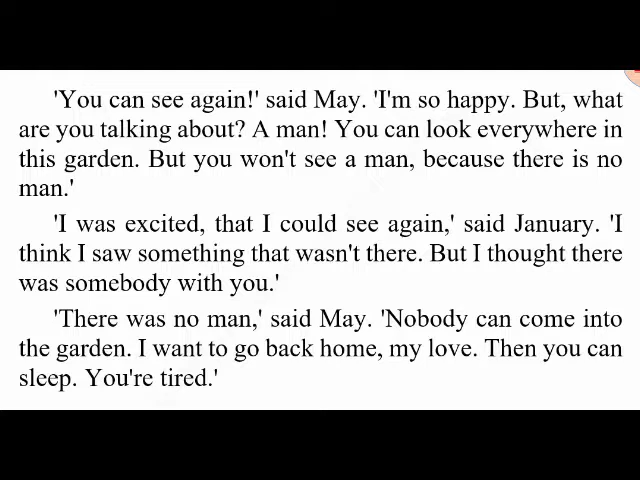 'You can see again!' said May. 'I'm so happy. But, what
are you talking about? A man! You can look everywhere in
this garden. But you won't see a man, because there is no
man.'
'I was excited, that I could see again,' said January. 'I
think I saw something that wasn't there. But I thought there
was somebody with you.'
'There was no man,' said May. 'Nobody can come into
the garden. I want to go back home, my love. Then you can
sleep. You're tired.'